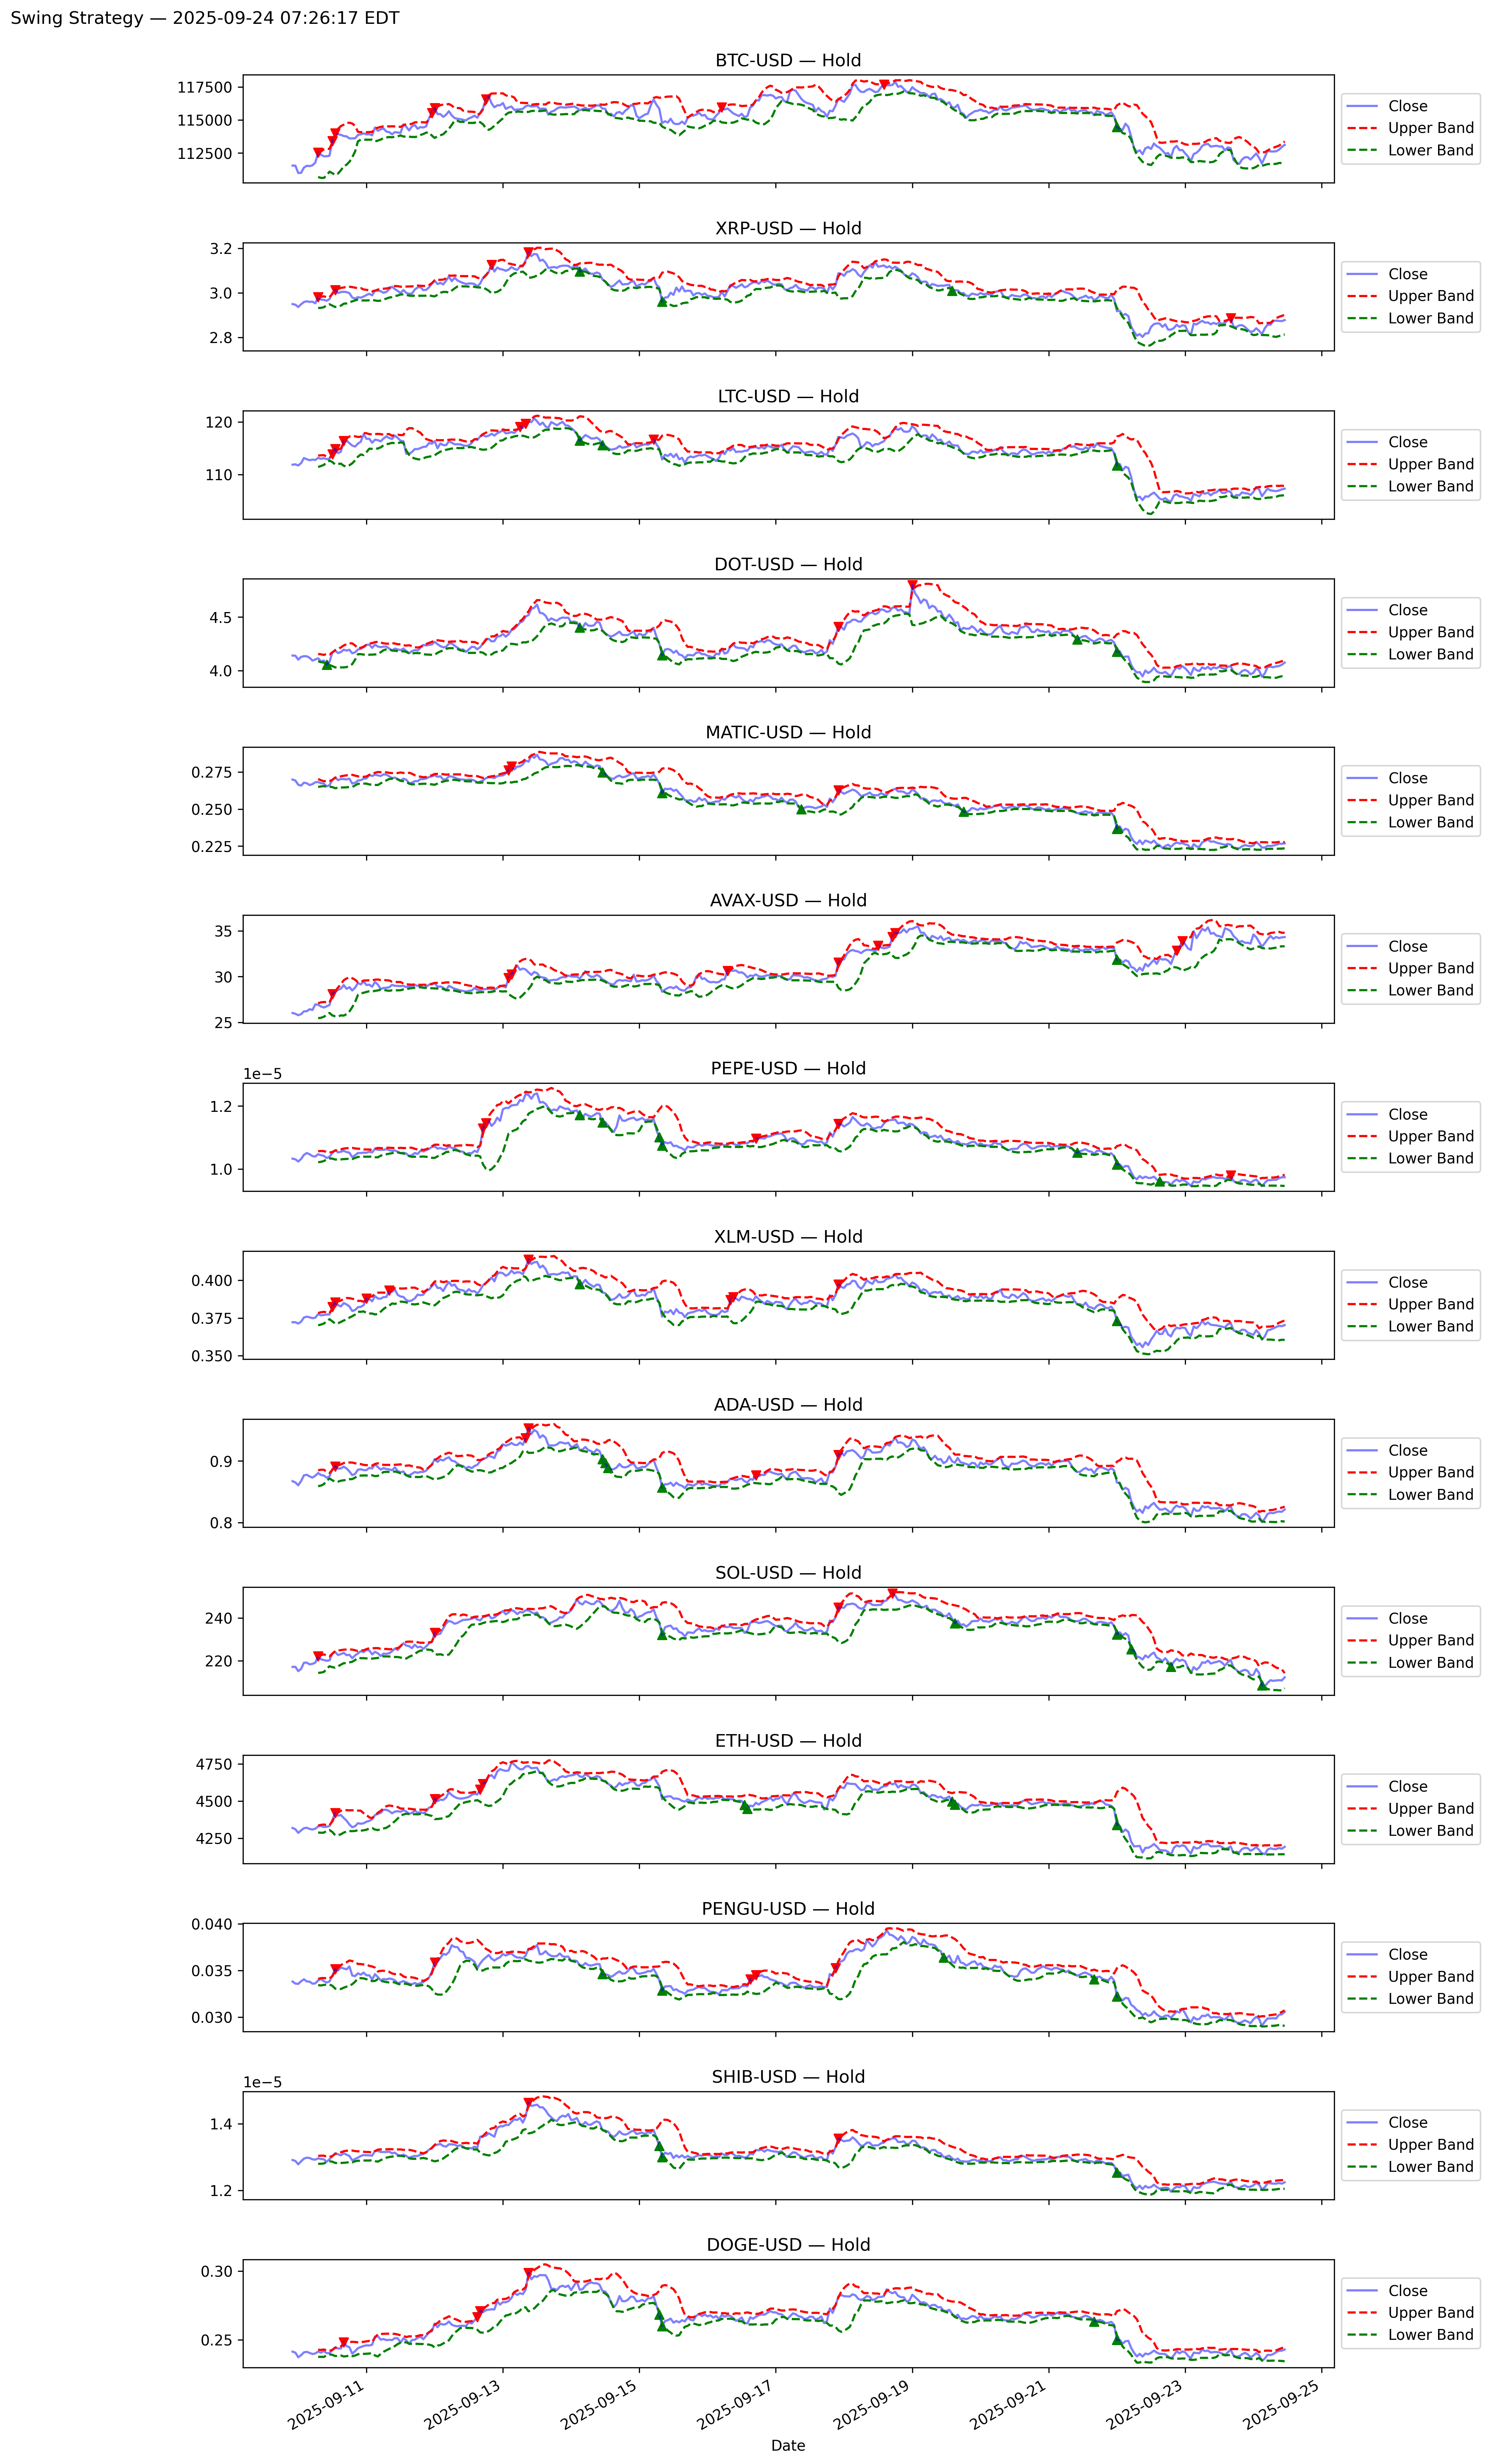 Swing Strategy — 2025-09-24 07:26:17 EDT
BTC-USD — Hold
117500
115000
112500
Close
Upper Band
Lower Band
XRP-USD — Hold
3.2
3.0
2.8
Close
Upper Band
Lower Band
LTC-USD — Hold
120
110
Close
Upper Band
Lower Band
DOT-USD — Hold
4.5
4.0
Close
Upper Band
Lower Band
MATIC-USD — Hold
0.275
0.250
0.225
Close
Upper Band
Lower Band
AVAX-USD — Hold
35
30
25
Close
Upper Band
Lower Band
PEPE-USD — Hold
1e−5
1.2
1.0
Close
Upper Band
Lower Band
XLM-USD — Hold
0.400
0.375
0.350
Close
Upper Band
Lower Band
ADA-USD — Hold
0.9
0.8
Close
Upper Band
Lower Band
SOL-USD — Hold
240
220
Close
Upper Band
Lower Band
ETH-USD — Hold
4750
4500
4250
Close
Upper Band
Lower Band
PENGU-USD — Hold
0.040
0.035
0.030
Close
Upper Band
Lower Band
SHIB-USD — Hold
1e−5
1.4
1.2
Close
Upper Band
Lower Band
DOGE-USD — Hold
0.30
0.25
Close
Upper Band
Lower Band
2025-09-11
2025-09-13
2025-09-15
2025-09-17
2025-09-19
2025-09-21
2025-09-23
2025-09-25
Date